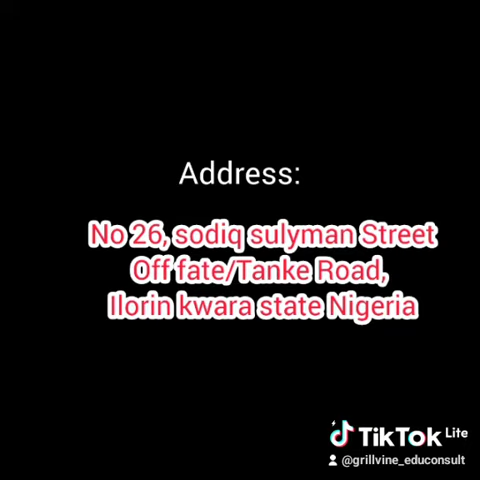 Address:
No 26, sodiq sulyman Street
Off fate/Tanke Road,
Ilorin kwara state Nigeria
TikTok Lite
@grillvine_educonsult